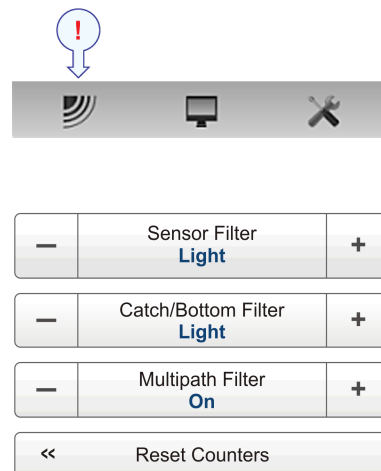 !
— Sensor Filter +
Light
— Catch/Bottom Filter +
Light
— Multipath Filter +
On
<< Reset Counters